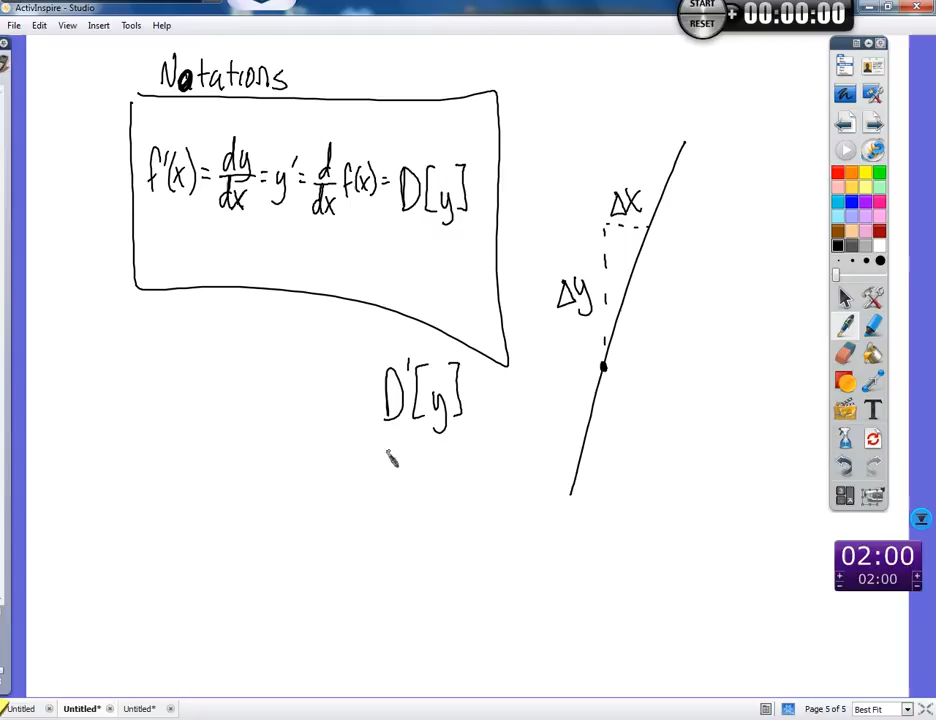 ActivInspire - Studio
START
RESET
00:00:00
File Edit View Insert Tools Help
Notations
f'(x) = dy/dx = y' = d/dx f(x) = D[y]
Δx
Δy
D'[y]
02:00
02:00
Untitled Untitled* Untitled*
Page 5 of 5 Best Fit